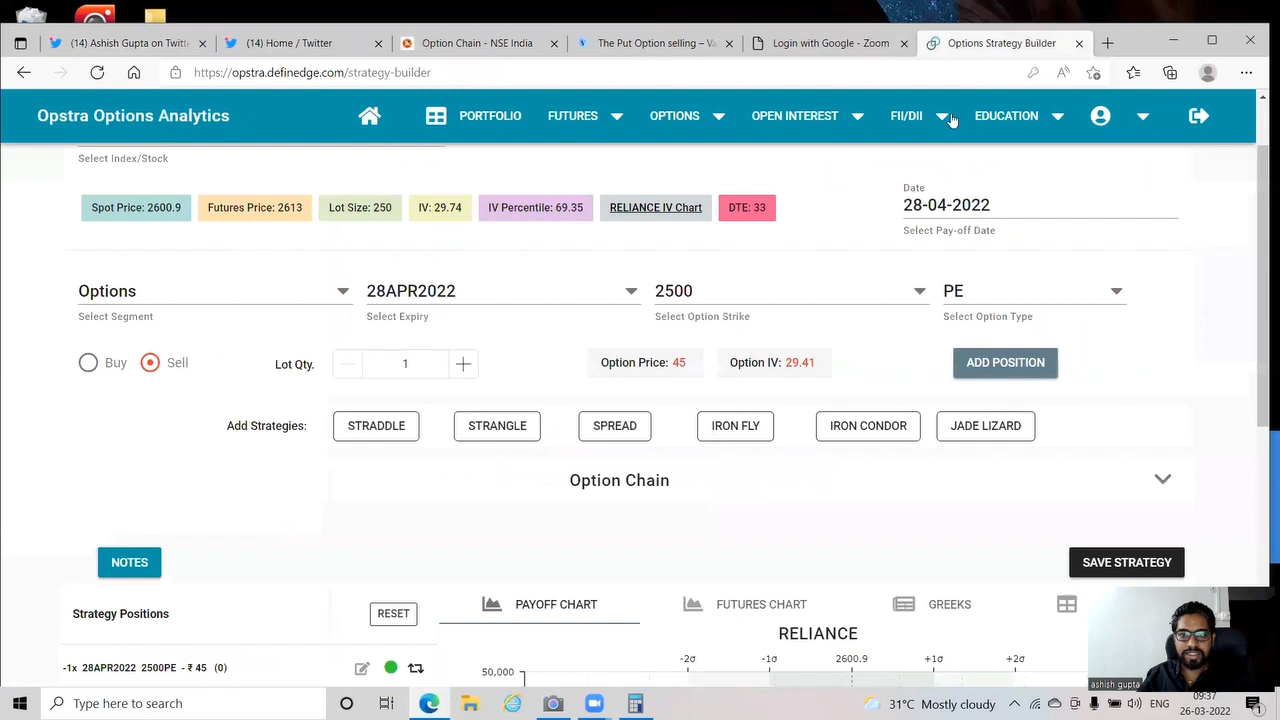 (14) Ashish Gupta on Twitt
(14) Home / Twitter
Option Chain - NSE India
The Put Option selling – Va
Login with Google - Zoom
Options Strategy Builder
https://opstra.definedge.com/strategy-builder
Opstra Options Analytics
PORTFOLIO
FUTURES
OPTIONS
OPEN INTEREST
FII/DII
EDUCATION
Select Index/Stock
Spot Price: 2600.9
Futures Price: 2613
Lot Size: 250
IV: 29.74
IV Percentile: 69.35
RELIANCE IV Chart
DTE: 33
Date
28-04-2022
Select Pay-off Date
Options
28APR2022
2500
PE
Select Segment
Select Expiry
Select Option Strike
Select Option Type
Buy
Sell
Lot Qty.
1
Option Price: 45
Option IV: 29.41
ADD POSITION
Add Strategies:
STRADDLE
STRANGLE
SPREAD
IRON FLY
IRON CONDOR
JADE LIZARD
Option Chain
NOTES
SAVE STRATEGY
Strategy Positions
RESET
PAYOFF CHART
FUTURES CHART
GREEKS
RELIANCE
-2σ
-1σ
2600.9
+1σ
+2σ
-1x 28APR2022 2500PE - ₹ 45 (0)
50,000
ashish gupta
Type here to search
31°C Mostly cloudy
ENG
09:37
26-03-2022
1